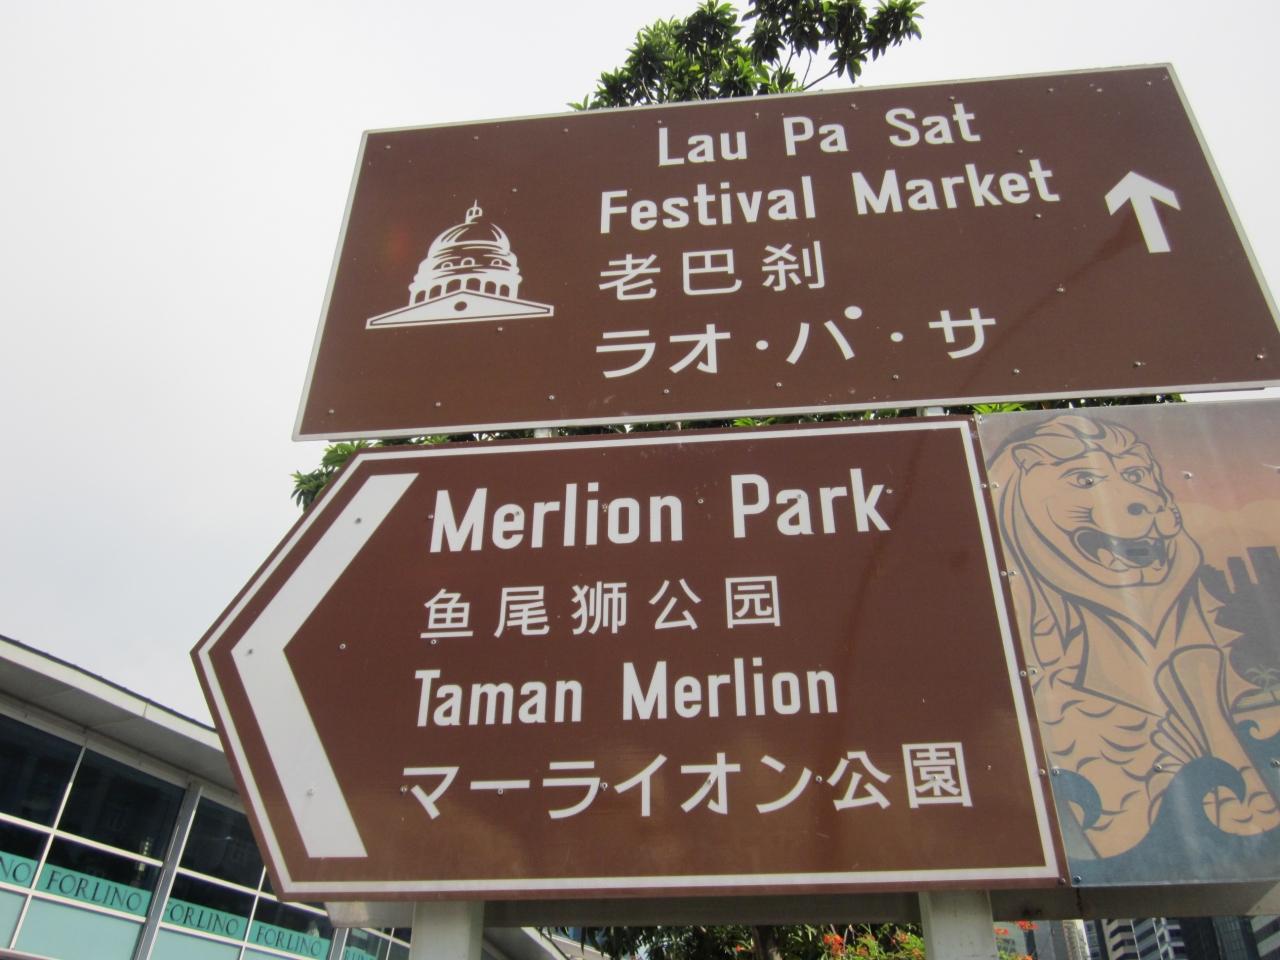 Lau Pa Sat
Festival Market
老巴刹
ラオ・パ・サ
Merlion Park
鱼尾狮公园
Taman Merlion
マーライオン公園
NO FORLINO
FORLINO FORLINO